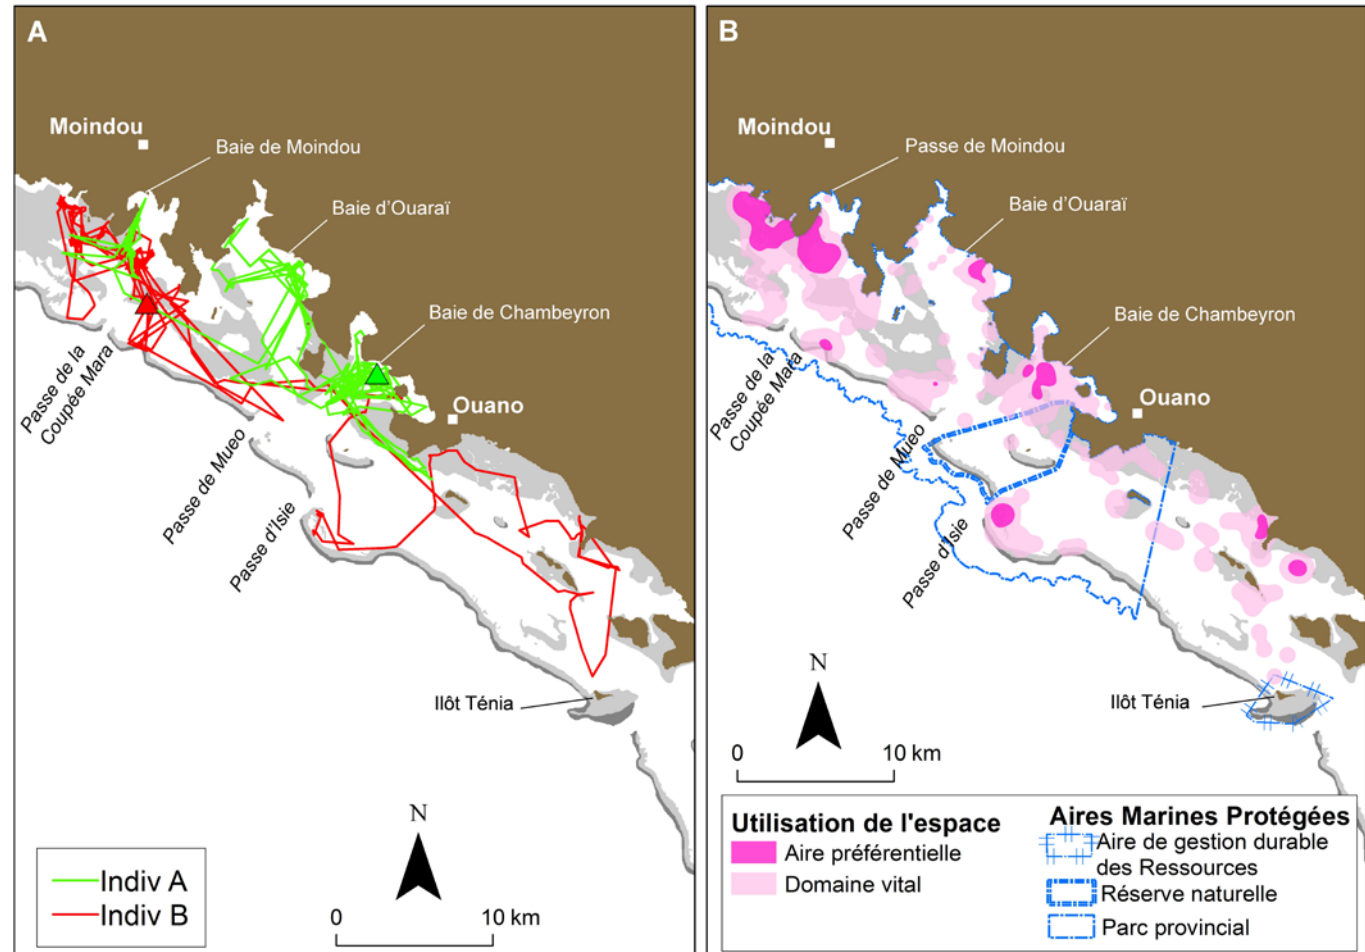 A
Moindou
Baie de Moindou
Baie d'Ouaraï
Baie de Chambeyron
Ouano
Passe de la
Coupée Mara
Passe de Mueo
Passe d'Isie
Ilôt Ténia
N
0 10 km
Indiv A
Indiv B
B
Moindou
Passe de Moindou
Baie d'Ouaraï
Baie de Chambeyron
Ouano
Passe de la
Coupée Mara
Passe de Mueo
Passe d'Isie
Ilôt Ténia
N
0 10 km
Utilisation de l'espace
Aire préférentielle
Domaine vital
Aires Marines Protégées
Aire de gestion durable
des Ressources
Réserve naturelle
Parc provincial